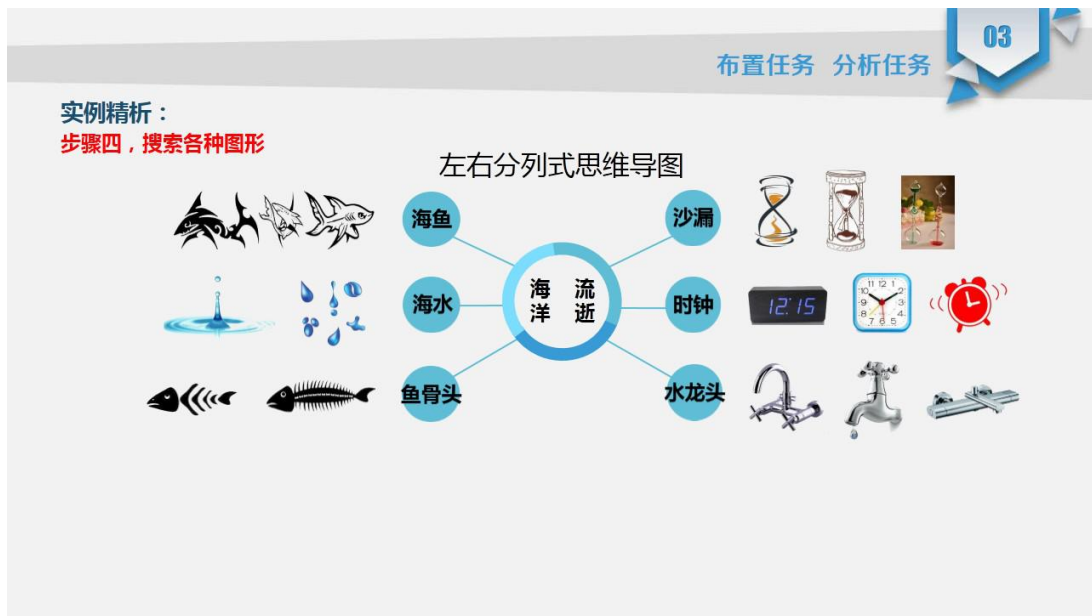 03
布置任务 分析任务
实例精析：
步骤四，搜索各种图形
左右分列式思维导图
海鱼
沙漏
海 流
洋 逝
海水
时钟
12:15
鱼骨头
水龙头